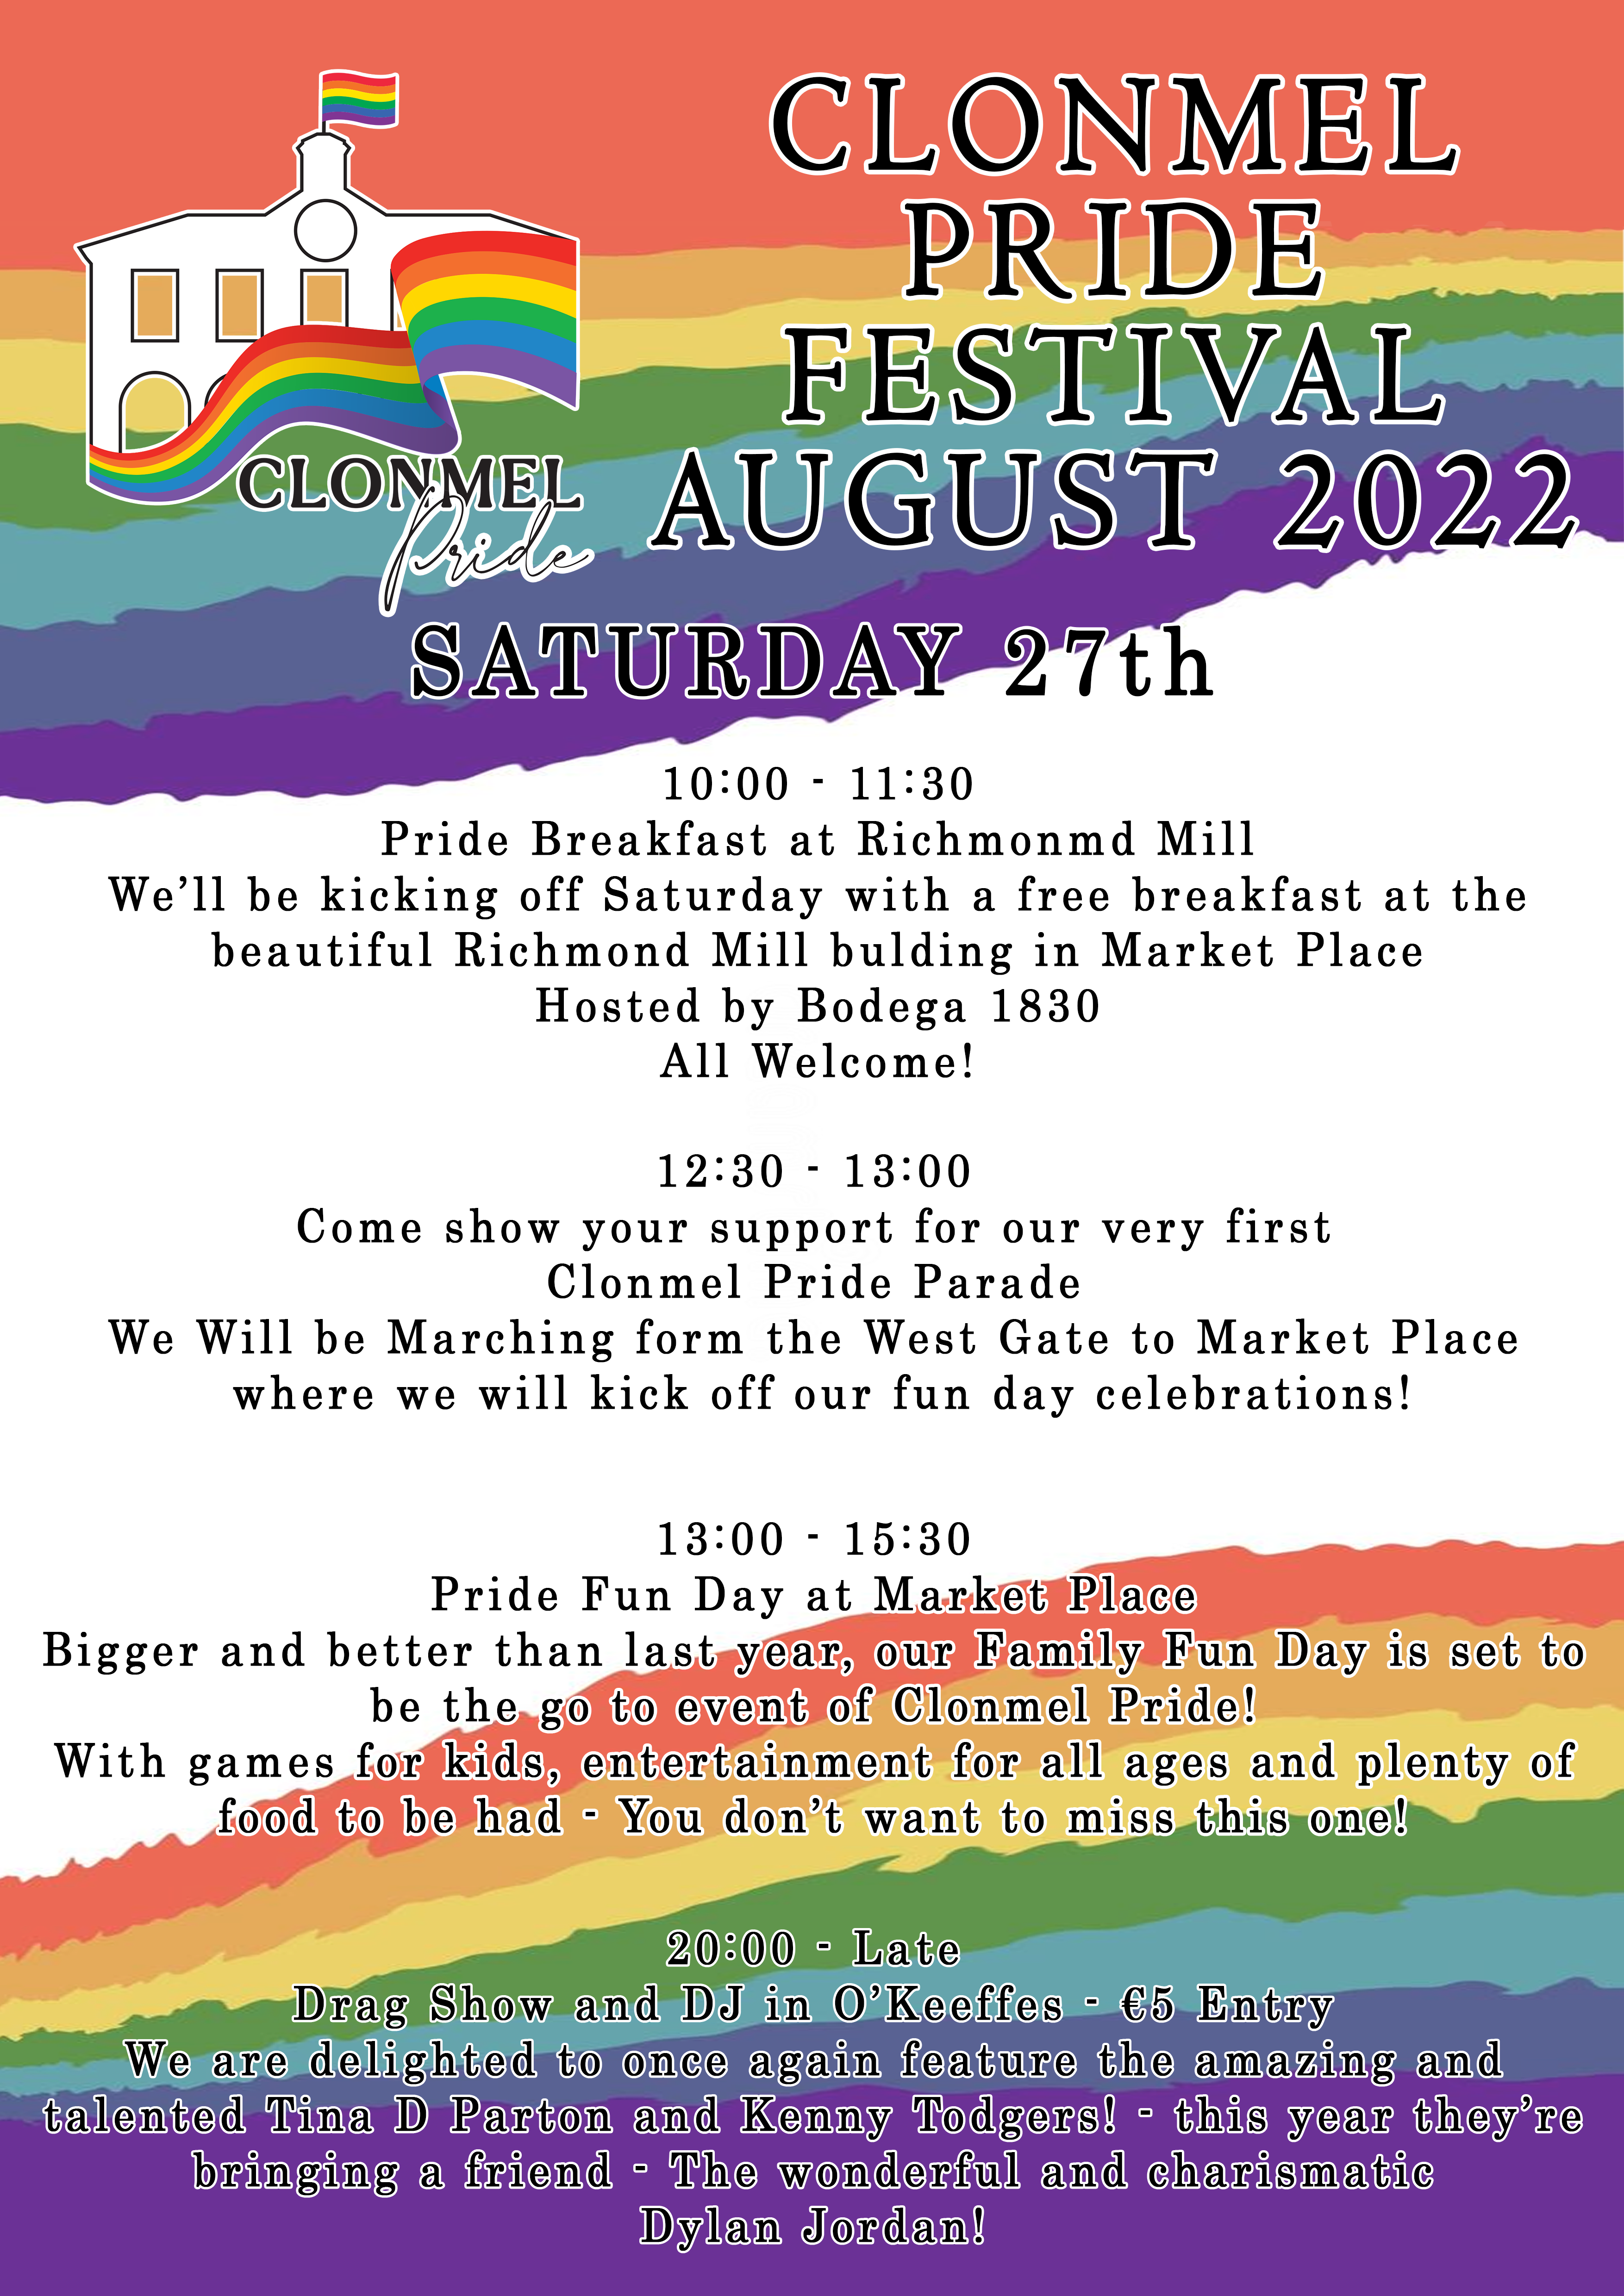 CLONMEL
PRIDE
FESTIVAL
AUGUST 2022
CLONMEL
Pride
SATURDAY 27th
10:00 - 11:30
Pride Breakfast at Richmonmd Mill
We’ll be kicking off Saturday with a free breakfast at the
beautiful Richmond Mill bulding in Market Place
Hosted by Bodega 1830
All Welcome!
12:30 - 13:00
Come show your support for our very first
Clonmel Pride Parade
We Will be Marching form the West Gate to Market Place
where we will kick off our fun day celebrations!
13:00 - 15:30
Pride Fun Day at Market Place
Bigger and better than last year, our Family Fun Day is set to
be the go to event of Clonmel Pride!
With games for kids, entertainment for all ages and plenty of
food to be had - You don’t want to miss this one!
20:00 - Late
Drag Show and DJ in O’Keeffes - €5 Entry
We are delighted to once again feature the amazing and
talented Tina D Parton and Kenny Todgers! - this year they’re
bringing a friend - The wonderful and charismatic
Dylan Jordan!